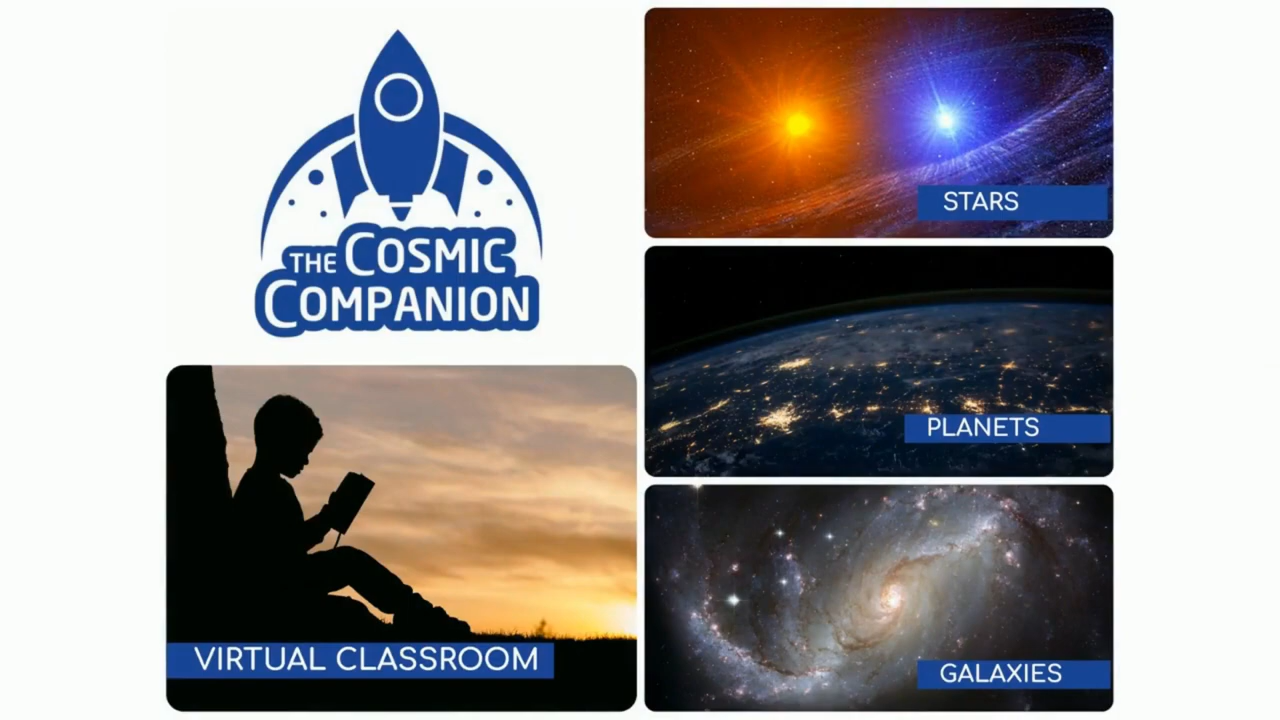 THE COSMIC
COMPANION
VIRTUAL CLASSROOM
STARS
PLANETS
GALAXIES